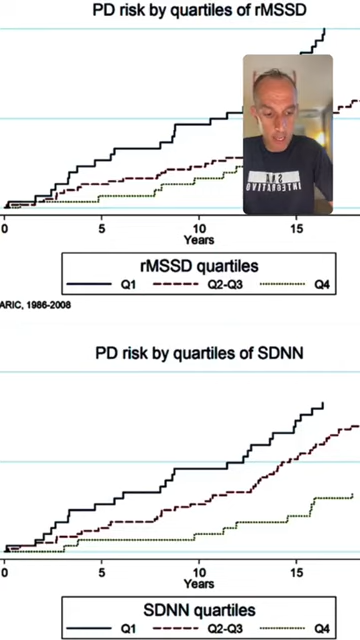 PD risk by quartiles of rMSSD
0 5 10 15
Years
rMSSD quartiles
Q1 Q2-Q3 Q4
ARIC, 1986-2008
PD risk by quartiles of SDNN
0 5 10 15
Years
SDNN quartiles
Q1 Q2-Q3 Q4